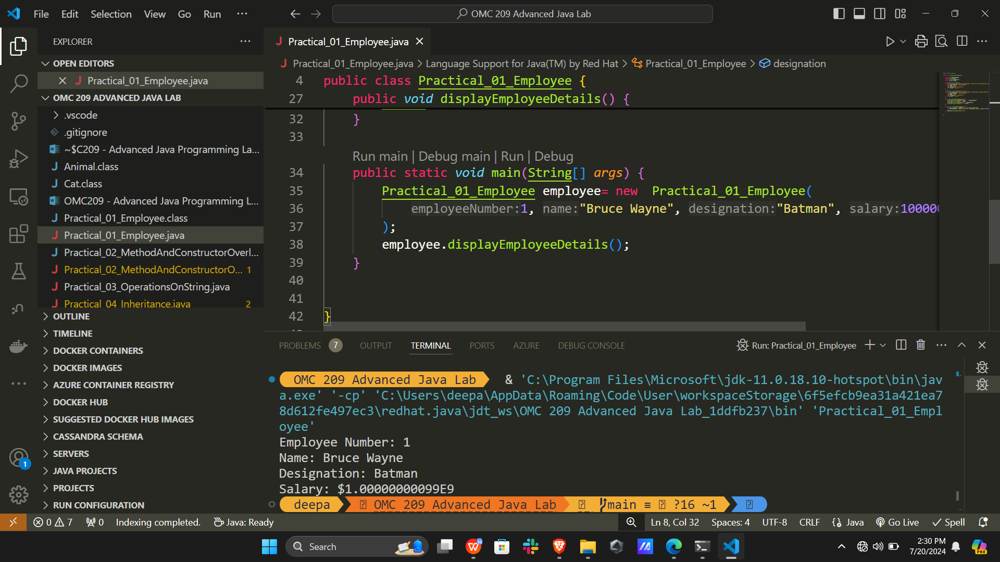 File Edit Selection View Go Run ···
OMC 209 Advanced Java Lab
EXPLORER
OPEN EDITORS
Practical_01_Employee.java
OMC 209 ADVANCED JAVA LAB
.vscode
.gitignore
~$C209 - Advanced Java Programming La...
Animal.class
Cat.class
OMC209 - Advanced Java Programming L...
Practical_01_Employee.class
Practical_01_Employee.java
Practical_02_MethodAndConstructorOverl...
Practical_02_MethodAndConstructorO... 1
Practical_03_OperationsOnString.java
Practical_04_Inheritance.java 2
OUTLINE
TIMELINE
DOCKER CONTAINERS
DOCKER IMAGES
AZURE CONTAINER REGISTRY
DOCKER HUB
SUGGESTED DOCKER HUB IMAGES
CASSANDRA SCHEMA
SERVERS
JAVA PROJECTS
PROJECTS
RUN CONFIGURATION
1
Practical_01_Employee.java
Practical_01_Employee.java > Language Support for Java(TM) by Red Hat > Practical_01_Employee > designation
4 public class Practical_01_Employee {
27 public void displayEmployeeDetails() {
32 }
33
Run main | Debug main | Run | Debug
34 public static void main(String[] args) {
35 Practical_01_Employee employee= new  Practical_01_Employee(
36 employeeNumber:1, name:"Bruce Wayne", designation:"Batman", salary:100000
37 );
38 employee.displayEmployeeDetails();
39 }
40
41
42 }
PROBLEMS 7 OUTPUT TERMINAL PORTS AZURE DEBUG CONSOLE
Run: Practical_01_Employee
OMC 209 Advanced Java Lab & 'C:\Program Files\Microsoft\jdk-11.0.18.10-hotspot\bin\jav
a.exe' '-cp' 'C:\Users\deepa\AppData\Roaming\Code\User\workspaceStorage\6f5efcb9ea31a421ea7
8d612fe497ec3\redhat.java\jdt_ws\OMC 209 Advanced Java Lab_1ddfb237\bin' 'Practical_01_Empl
oyee'
Employee Number: 1
Name: Bruce Wayne
Designation: Batman
Salary: $1.00000000099E9
deepa OMC 209 Advanced Java Lab main ≡ ?16 ~1
0 7 0 Indexing completed. Java: Ready
Ln 8, Col 32 Spaces: 4 UTF-8 CRLF Java Go Live Spell
Search
2:30 PM
7/20/2024
PRE